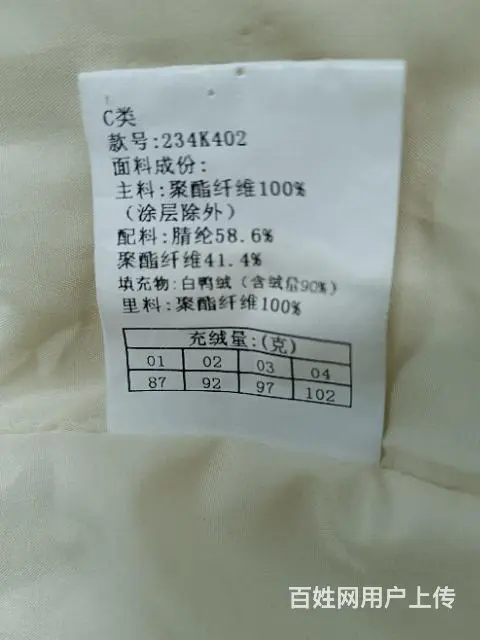 C类
款号:234K402
面料成份:
主料:聚酯纤维100%
(涂层除外)
配料:腈纶58.6%
聚酯纤维41.4%
填充物:白鸭绒(含绒量90%)
里料:聚酯纤维100%
充绒量:(克)
01 02 03 04
87 92 97 102
百姓网用户上传